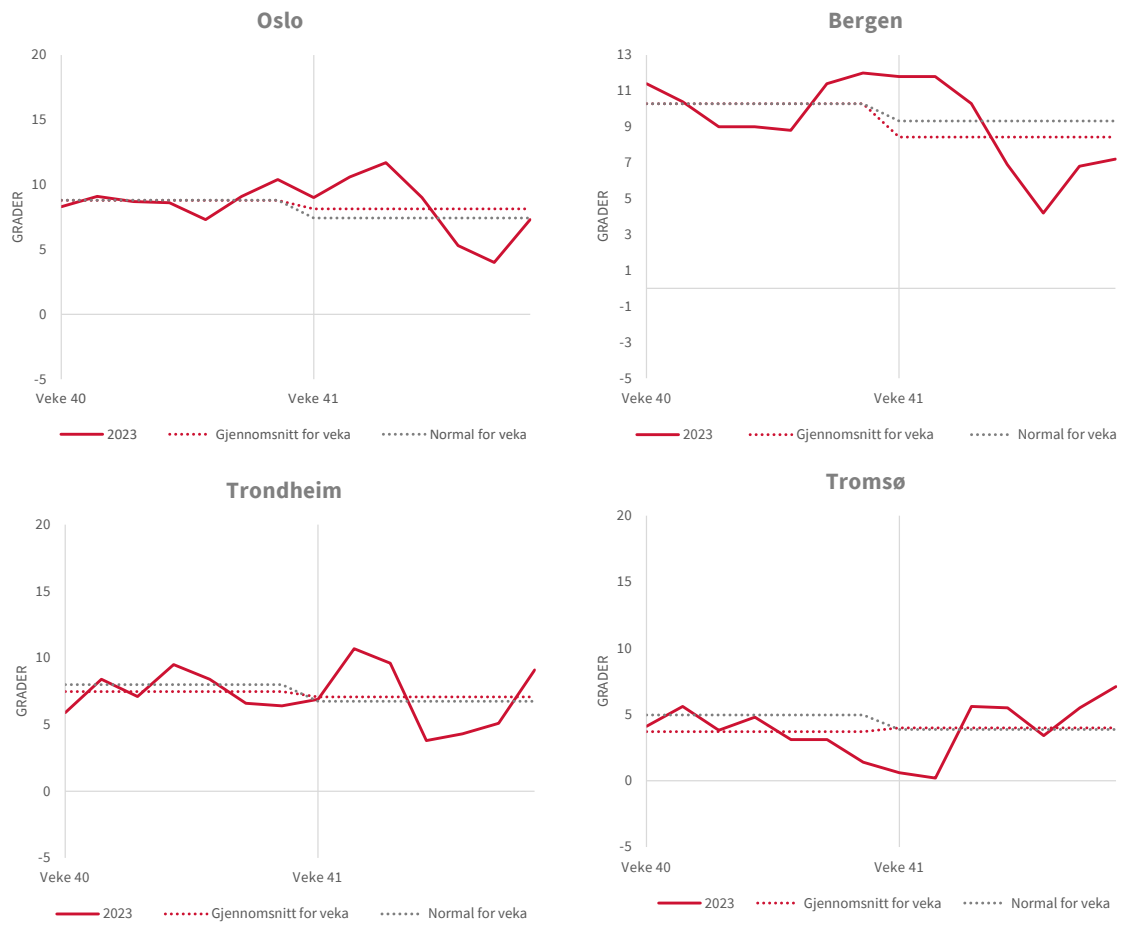 Oslo
20
15
10
5
0
-5
GRADER
Veke 40 Veke 41
2023 Gjennomsnitt for veka Normal for veka
Bergen
13
11
9
7
5
3
1
-1
-3
-5
GRADER
Veke 40 Veke 41
2023 Gjennomsnitt for veka Normal for veka
Trondheim
20
15
10
5
0
-5
GRADER
Veke 40 Veke 41
2023 Gjennomsnitt for veka Normal for veka
Tromsø
20
15
10
5
0
-5
GRADER
Veke 40 Veke 41
2023 Gjennomsnitt for veka Normal for veka